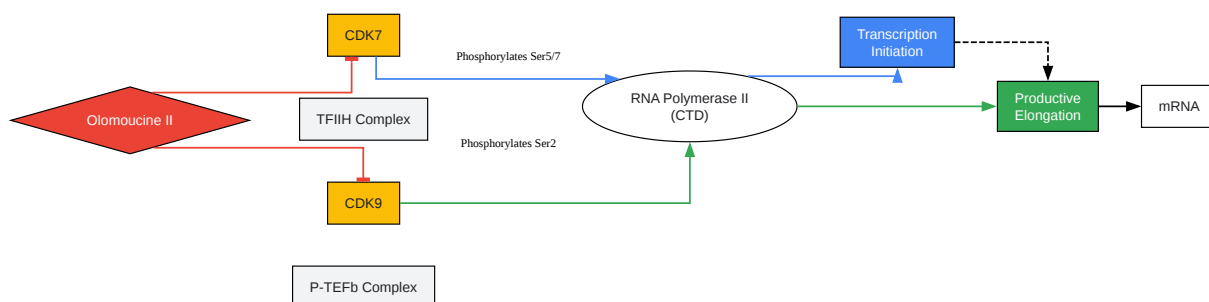 CDK7
Transcription
Initiation
Phosphorylates Ser5/7
RNA Polymerase II
(CTD)
Productive
Elongation
mRNA
Olomoucine II
TFIIH Complex
Phosphorylates Ser2
CDK9
P-TEFb Complex